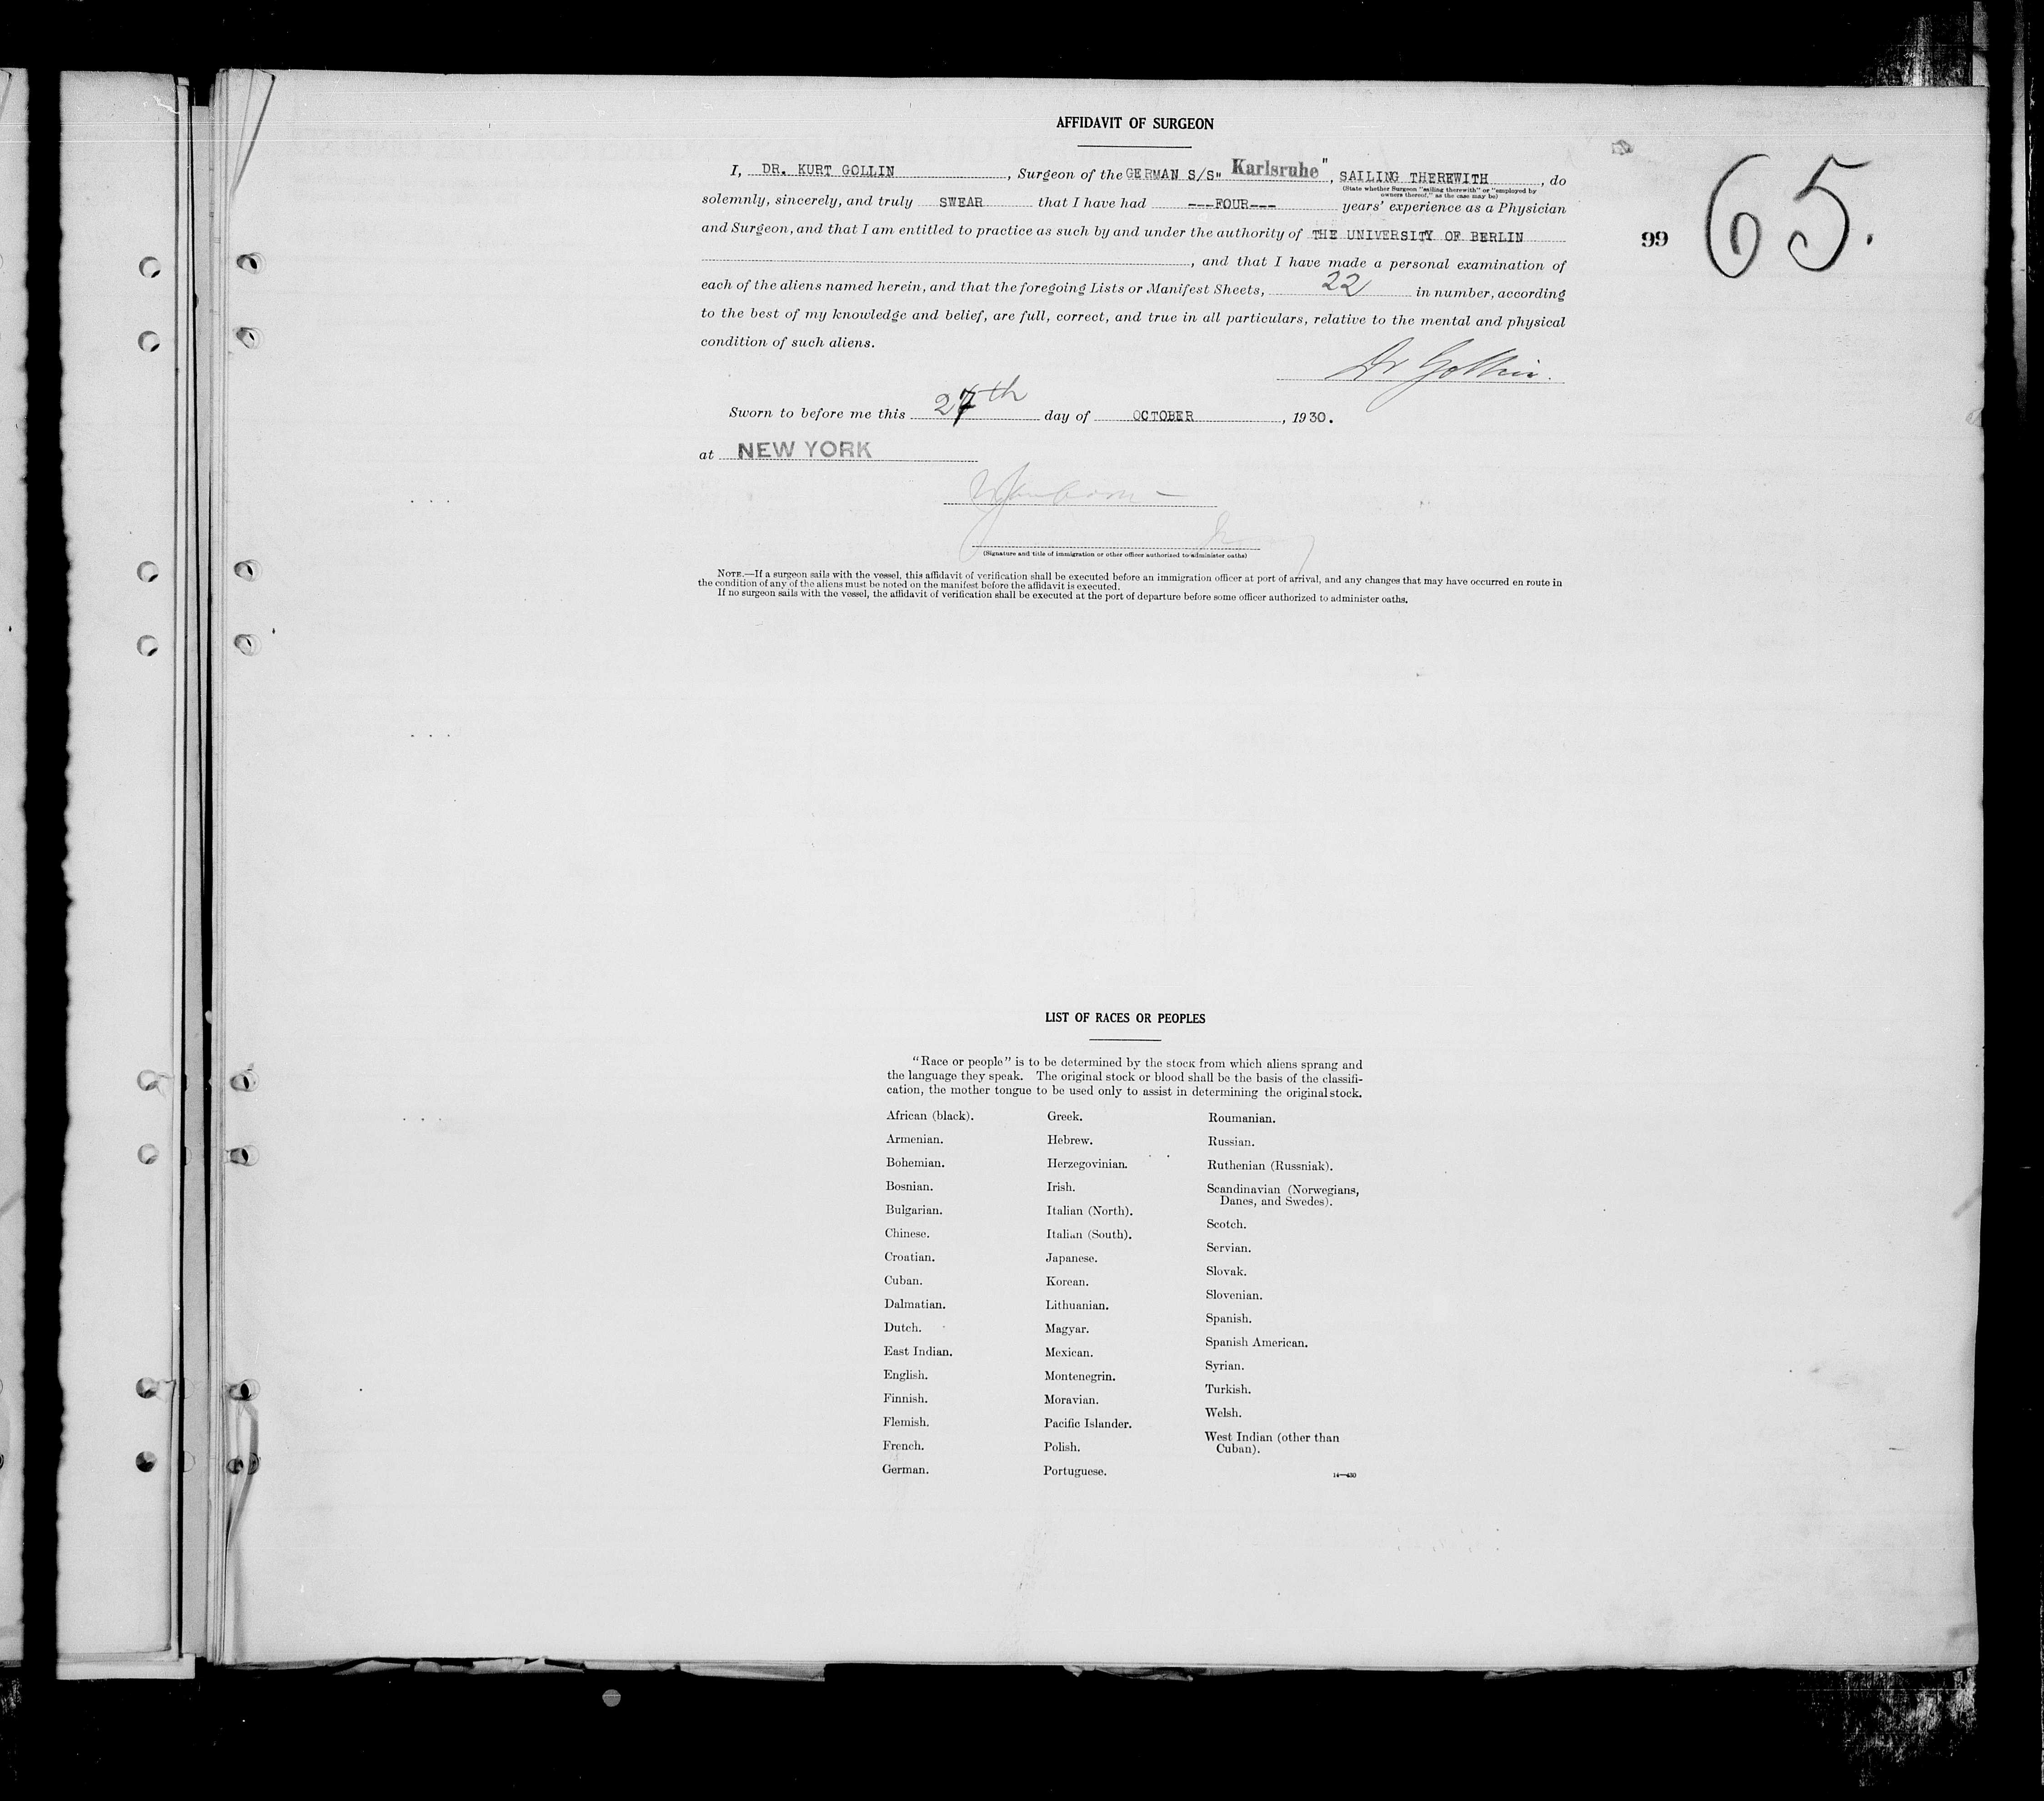 AFFIDAVIT OF SURGEON
I, DR. KURT GOLLIN, Surgeon of the GERMAN S/S" Karlsruhe", SAILING THEREWITH, do
(State whether Surgeon "sailing therewith" or "employed by
owners thereof," as the case may be)
solemnly, sincerely, and truly SWEAR that I have had ---FOUR--- years' experience as a Physician
and Surgeon, and that I am entitled to practice as such by and under the authority of THE UNIVERSITY OF BERLIN
, and that I have made a personal examination of
each of the aliens named herein, and that the foregoing Lists or Manifest Sheets, 22 in number, according
to the best of my knowledge and belief, are full, correct, and true in all particulars, relative to the mental and physical
condition of such aliens.
Dr Gollin.
Sworn to before me this 27th day of OCTOBER, 1930.
at NEW YORK
(Signature and title of immigration or other officer authorized to administer oaths)
NOTE.—If a surgeon sails with the vessel, this affidavit of verification shall be executed before an immigration officer at port of arrival, and any changes that may have occurred en route in
the condition of any of the aliens must be noted on the manifest before the affidavit is executed.
If no surgeon sails with the vessel, the affidavit of verification shall be executed at the port of departure before some officer authorized to administer oaths.
99
65.
LIST OF RACES OR PEOPLES
"Race or people" is to be determined by the stock from which aliens sprang and
the language they speak. The original stock or blood shall be the basis of the classifi-
cation, the mother tongue to be used only to assist in determining the original stock.
African (black).
Armenian.
Bohemian.
Bosnian.
Bulgarian.
Chinese.
Croatian.
Cuban.
Dalmatian.
Dutch.
East Indian.
English.
Finnish.
Flemish.
French.
German.
Greek.
Hebrew.
Herzegovinian.
Irish.
Italian (North).
Italian (South).
Japanese.
Korean.
Lithuanian.
Magyar.
Mexican.
Montenegrin.
Moravian.
Pacific Islander.
Polish.
Portuguese.
Roumanian.
Russian.
Ruthenian (Russniak).
Scandinavian (Norwegians,
Danes, and Swedes).
Scotch.
Servian.
Slovak.
Slovenian.
Spanish.
Spanish American.
Syrian.
Turkish.
Welsh.
West Indian (other than
Cuban).
14—430